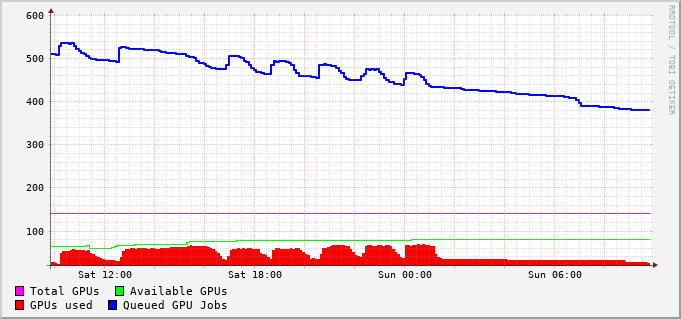 600
500
400
300
200
100
Sat 12:00 Sat 18:00 Sun 00:00 Sun 06:00
Total GPUs Available GPUs
GPUs used Queued GPU Jobs
RRDTOOL / TOBI OETIKER